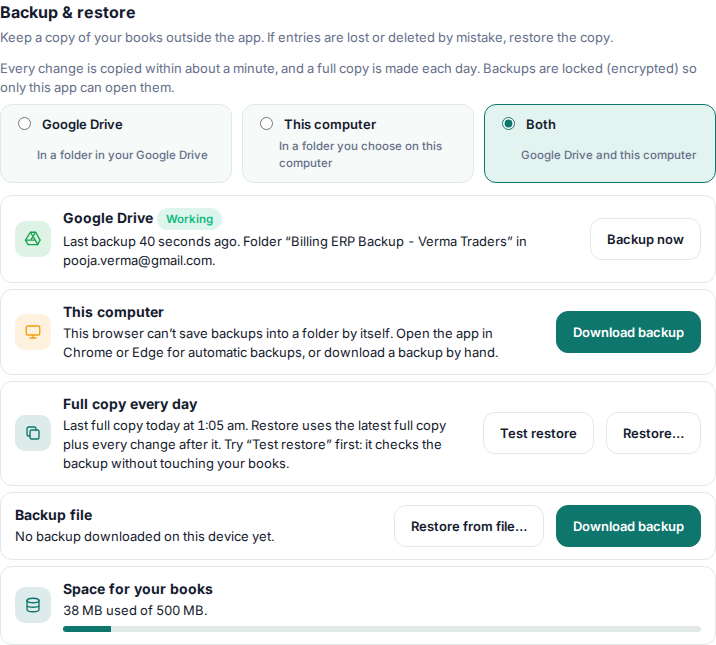 Backup & restore
Keep a copy of your books outside the app. If entries are lost or deleted by mistake, restore the copy.
Every change is copied within about a minute, and a full copy is made each day. Backups are locked (encrypted) so
only this app can open them.
Google Drive
In a folder in your Google Drive
This computer
In a folder you choose on this
computer
Both
Google Drive and this computer
Google Drive Working
Last backup 40 seconds ago. Folder “Billing ERP Backup - Verma Traders” in
pooja.verma@gmail.com.
Backup now
This computer
This browser can’t save backups into a folder by itself. Open the app in
Chrome or Edge for automatic backups, or download a backup by hand.
Download backup
Full copy every day
Last full copy today at 1:05 am. Restore uses the latest full copy
plus every change after it. Try “Test restore” first: it checks the
backup without touching your books.
Test restore
Restore...
Backup file
No backup downloaded on this device yet.
Restore from file...
Download backup
Space for your books
38 MB used of 500 MB.